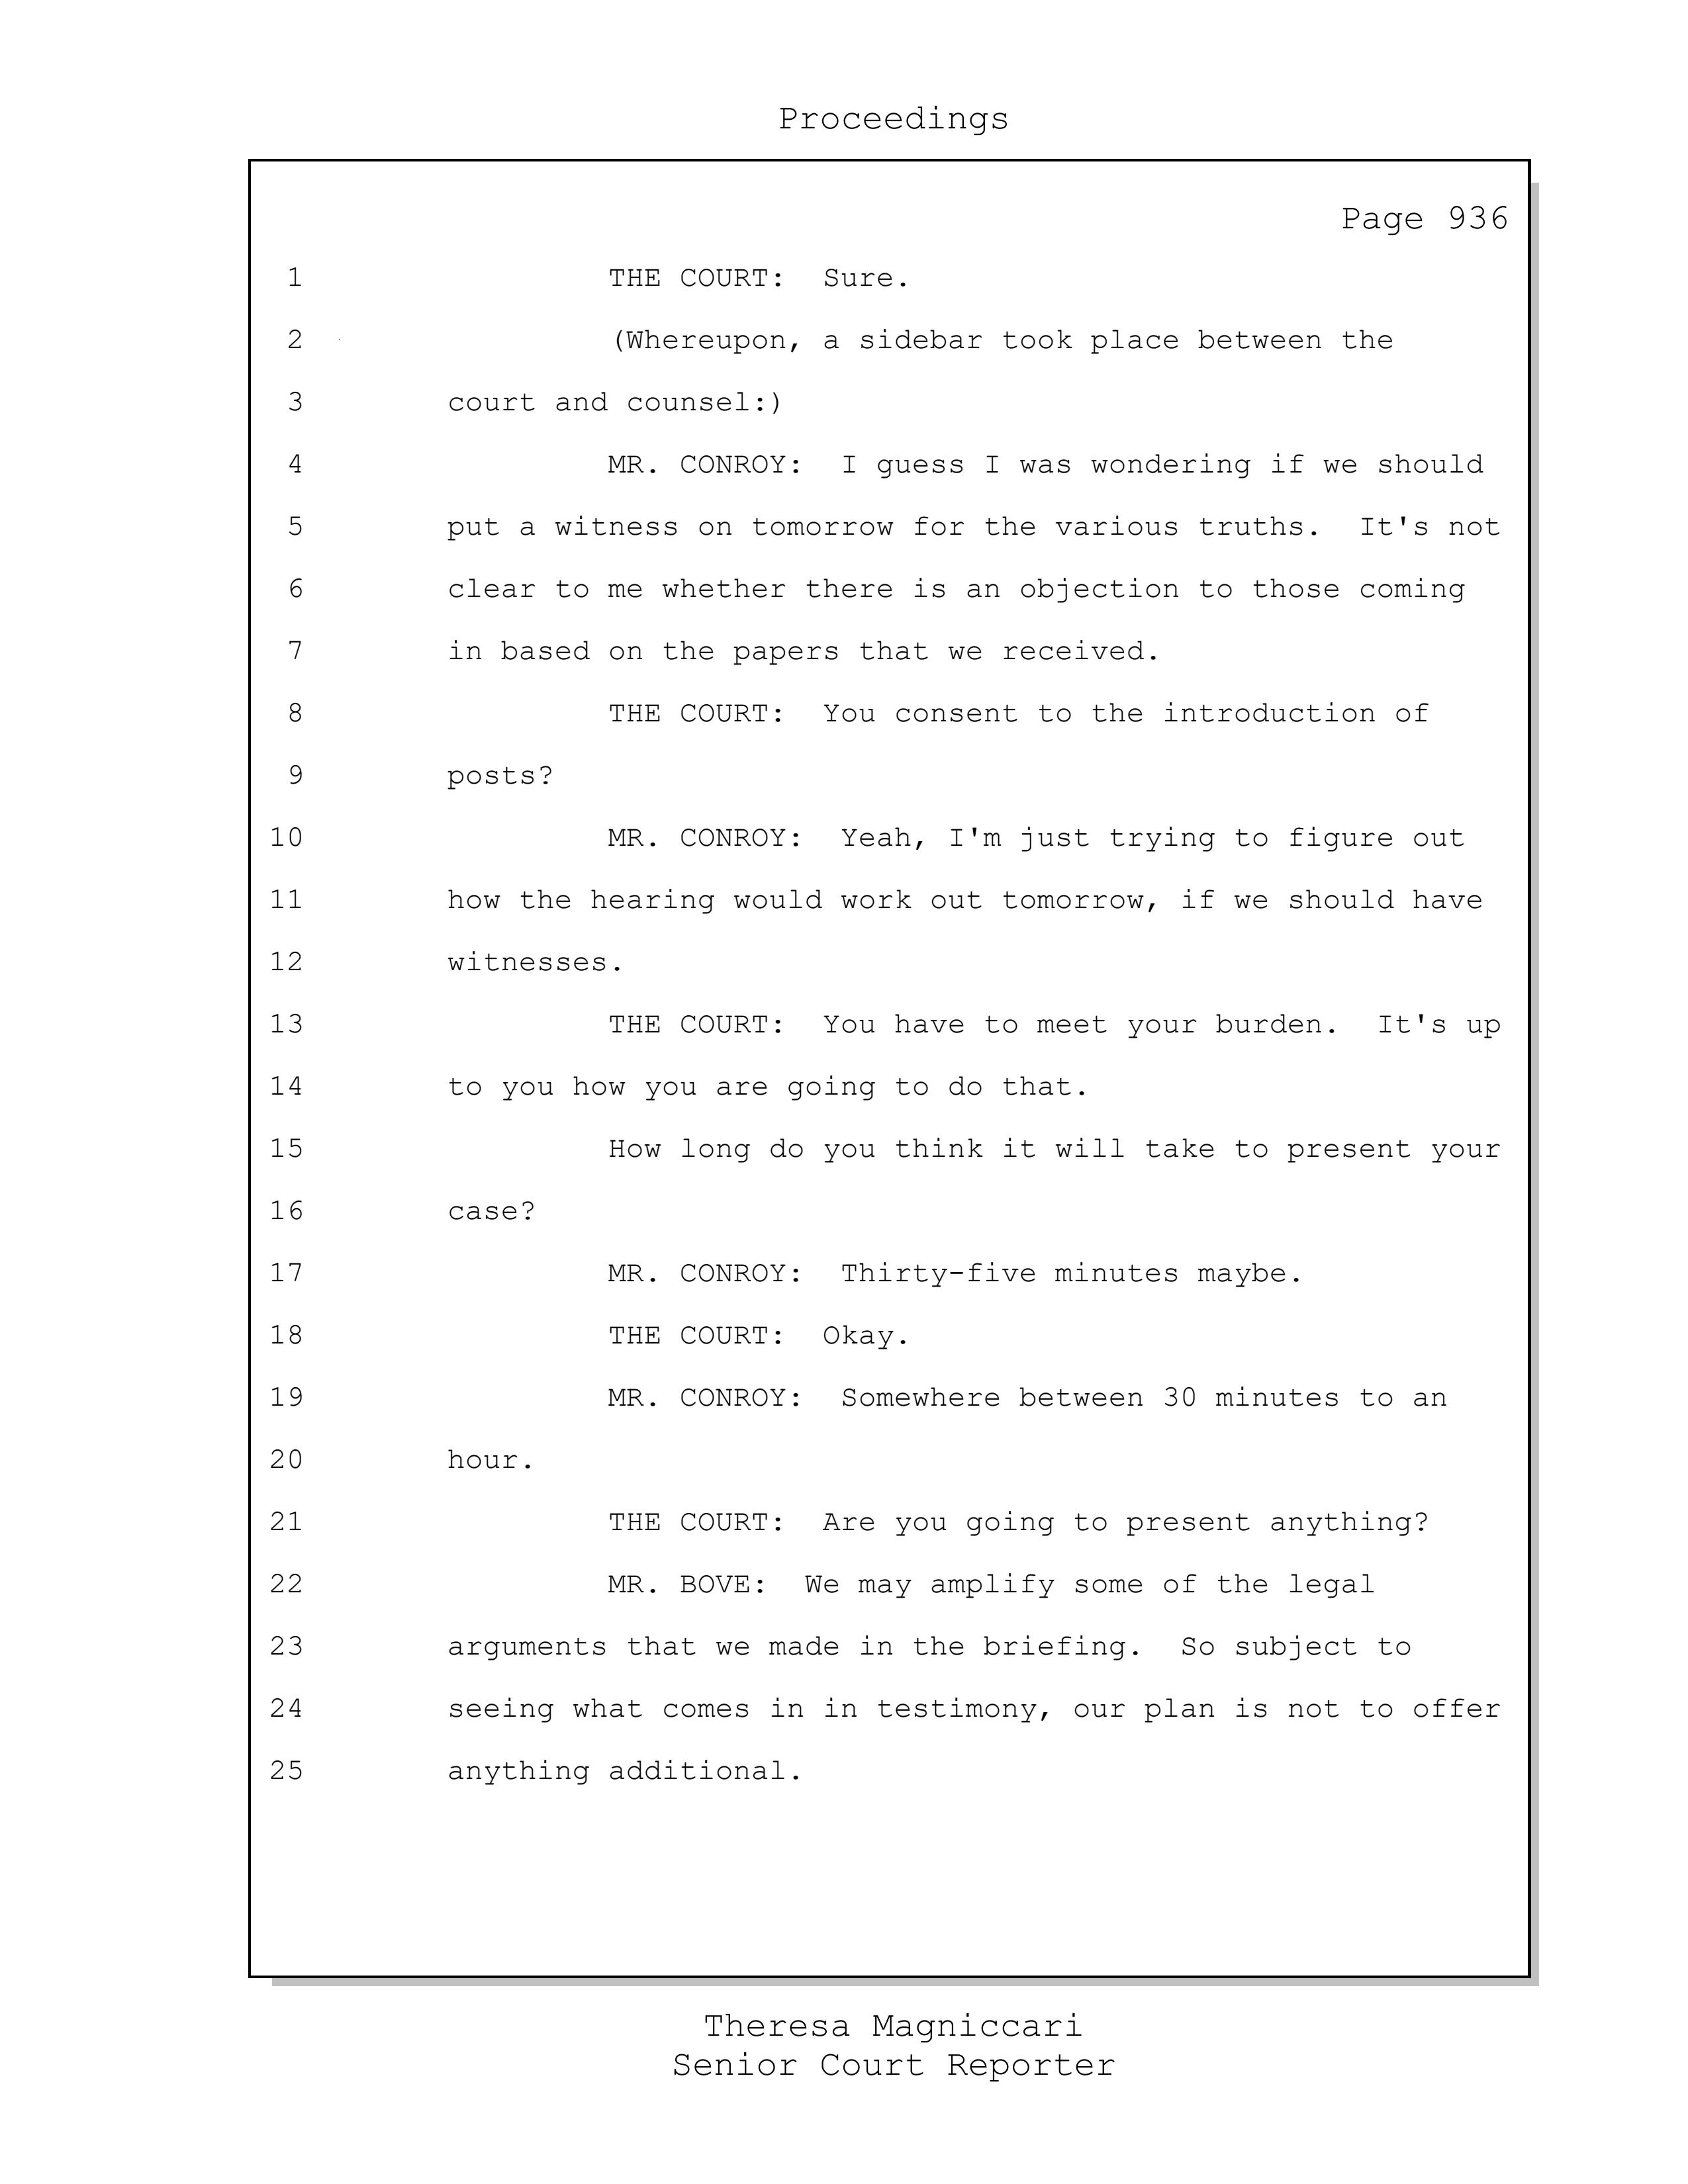 Proceedings
Page 936
1 THE COURT: Sure.
2 (Whereupon, a sidebar took place between the
3 court and counsel:)
4 MR. CONROY: I guess I was wondering if we should
5 put a witness on tomorrow for the various truths. It's not
6 clear to me whether there is an objection to those coming
7 in based on the papers that we received.
8 THE COURT: You consent to the introduction of
9 posts?
10 MR. CONROY: Yeah, I'm just trying to figure out
11 how the hearing would work out tomorrow, if we should have
12 witnesses.
13 THE COURT: You have to meet your burden. It's up
14 to you how you are going to do that.
15 How long do you think it will take to present your
16 case?
17 MR. CONROY: Thirty-five minutes maybe.
18 THE COURT: Okay.
19 MR. CONROY: Somewhere between 30 minutes to an
20 hour.
21 THE COURT: Are you going to present anything?
22 MR. BOVE: We may amplify some of the legal
23 arguments that we made in the briefing. So subject to
24 seeing what comes in in testimony, our plan is not to offer
25 anything additional.
Theresa Magniccari
Senior Court Reporter